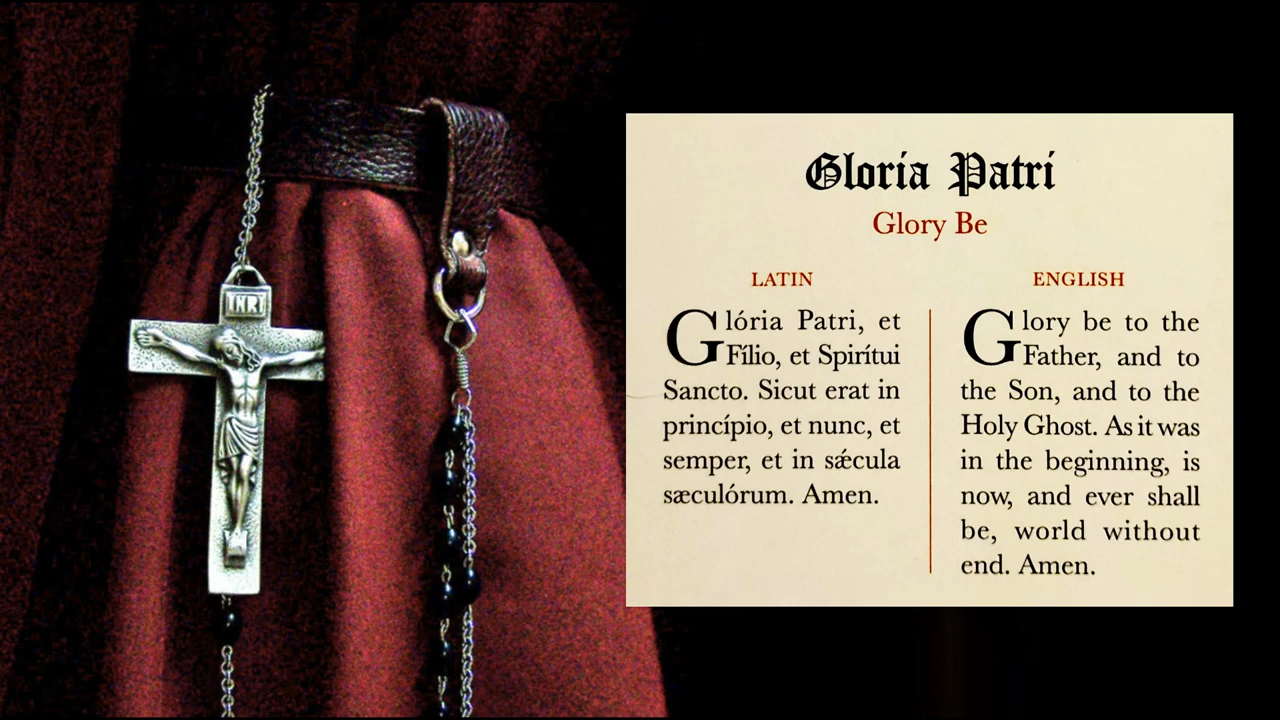 INRI
Gloria Patri
Glory Be
LATIN
Glória Patri, et
Fílio, et Spirítui
Sancto. Sicut erat in
princípio, et nunc, et
semper, et in sǽcula
sæculórum. Amen.
ENGLISH
Glory be to the
Father, and to
the Son, and to the
Holy Ghost. As it was
in the beginning, is
now, and ever shall
be, world without
end. Amen.